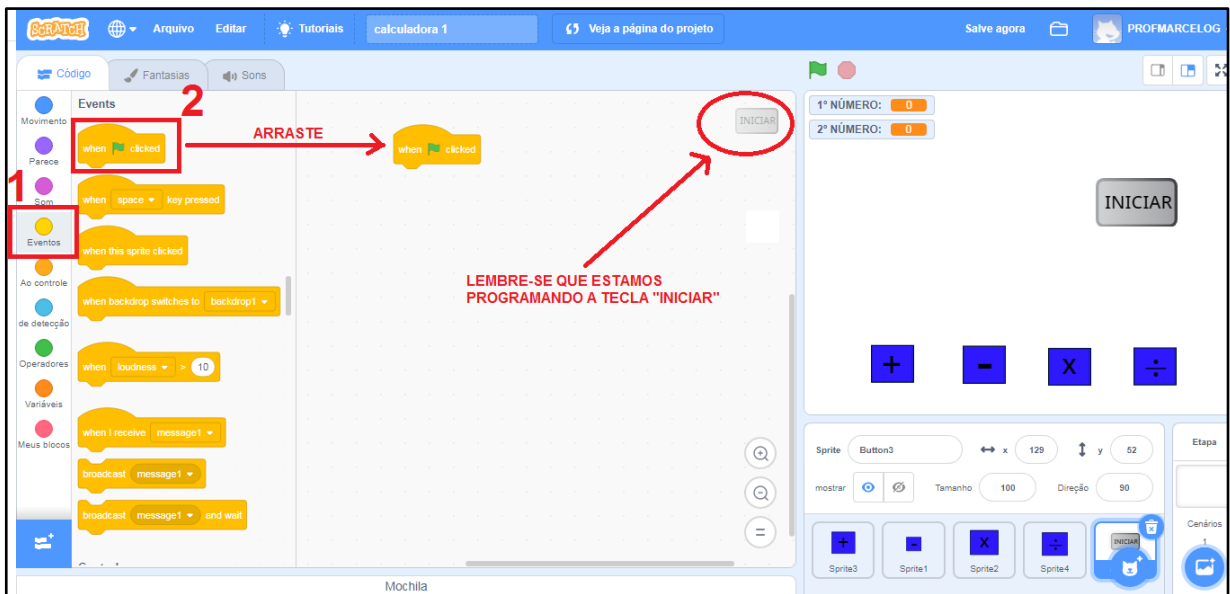 SCRATCH
Arquivo
Editar
Tutoriais
calculadora 1
Veja a página do projeto
Salve agora
PROFMARCELOG
Código
Fantasias
Sons
Movimento
Parece
Som
Eventos
Ao controle
de detecção
Operadores
Variáveis
Meus blocos
1
2
Events
when clicked
when space key pressed
when this sprite clicked
when backdrop switches to backdrop1
when loudness > 10
when I receive message1
broadcast message1
broadcast message1 and wait
ARRASTE
when clicked
INICIAR
LEMBRE-SE QUE ESTAMOS
PROGRAMANDO A TECLA "INICIAR"
Mochila
1º NÚMERO: 0
2º NÚMERO: 0
INICIAR
+ - X ÷
Sprite Button3 x 129 y 52
mostrar Tamanho 100 Direção 90
+ - X ÷ INICIAR
Sprite3 Sprite1 Sprite2 Sprite4
Etapa
Cenários
1